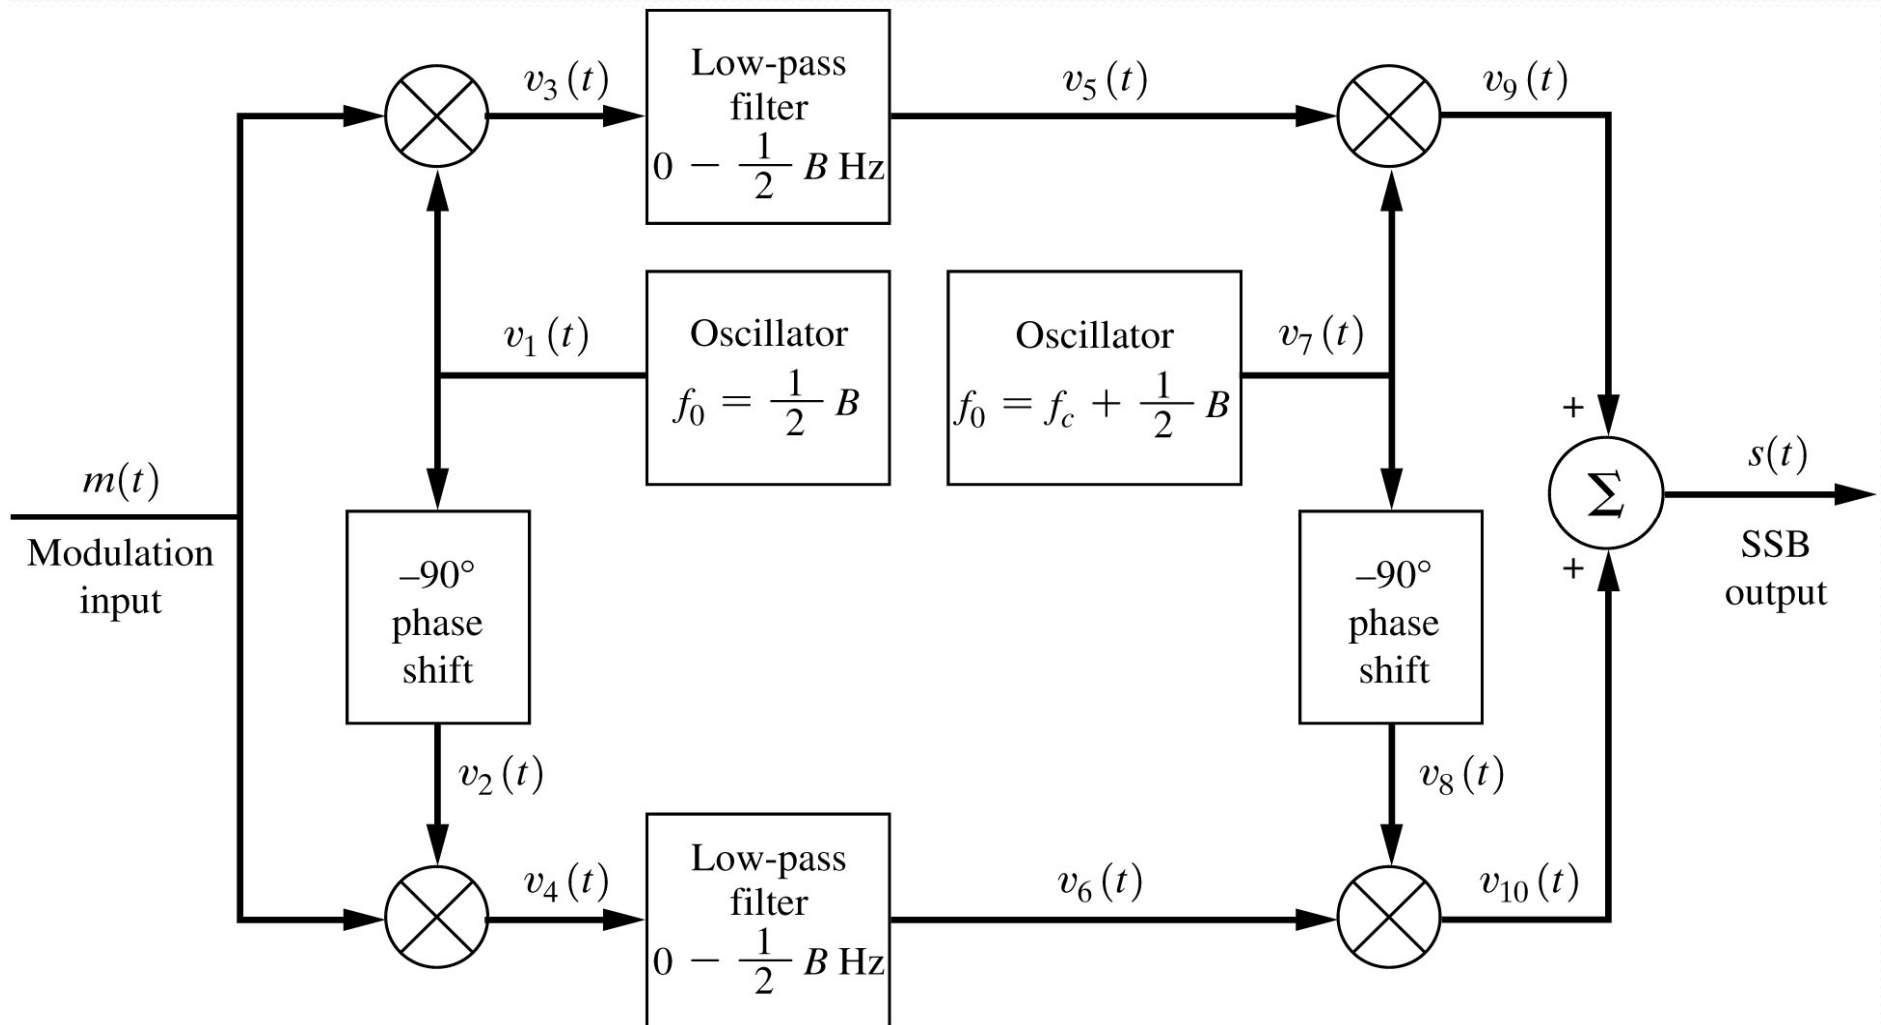 v₃(t)
Low-pass
filter
0 – 1/2 B Hz
v₅(t)
v₉(t)
v₁(t)
Oscillator
f₀ = 1/2 B
Oscillator
f₀ = f_c + 1/2 B
v₇(t)
+
m(t)
Modulation
input
Σ
s(t)
SSB
output
+
–90°
phase
shift
–90°
phase
shift
v₂(t)
v₈(t)
v₄(t)
Low-pass
filter
0 – 1/2 B Hz
v₆(t)
v₁₀(t)